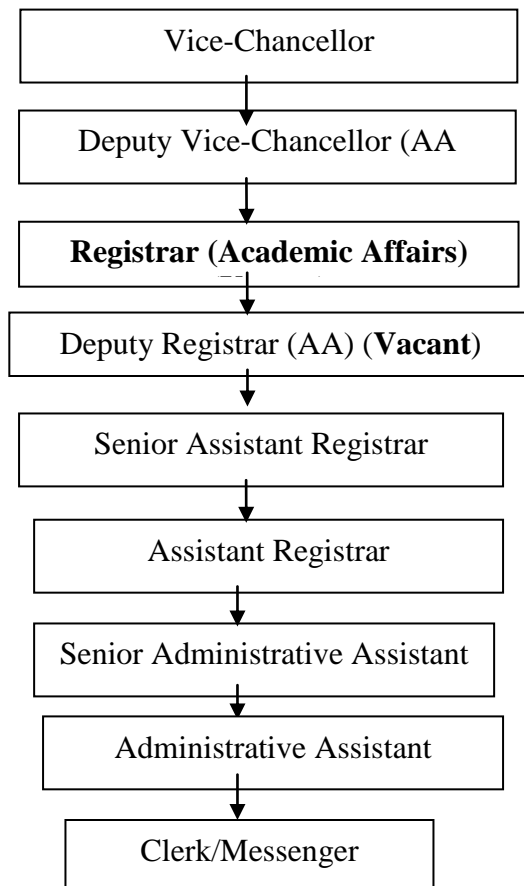 Vice-Chancellor
Deputy Vice-Chancellor (AA
Registrar (Academic Affairs)
Deputy Registrar (AA) (Vacant)
Senior Assistant Registrar
Assistant Registrar
Senior Administrative Assistant
Administrative Assistant
Clerk/Messenger